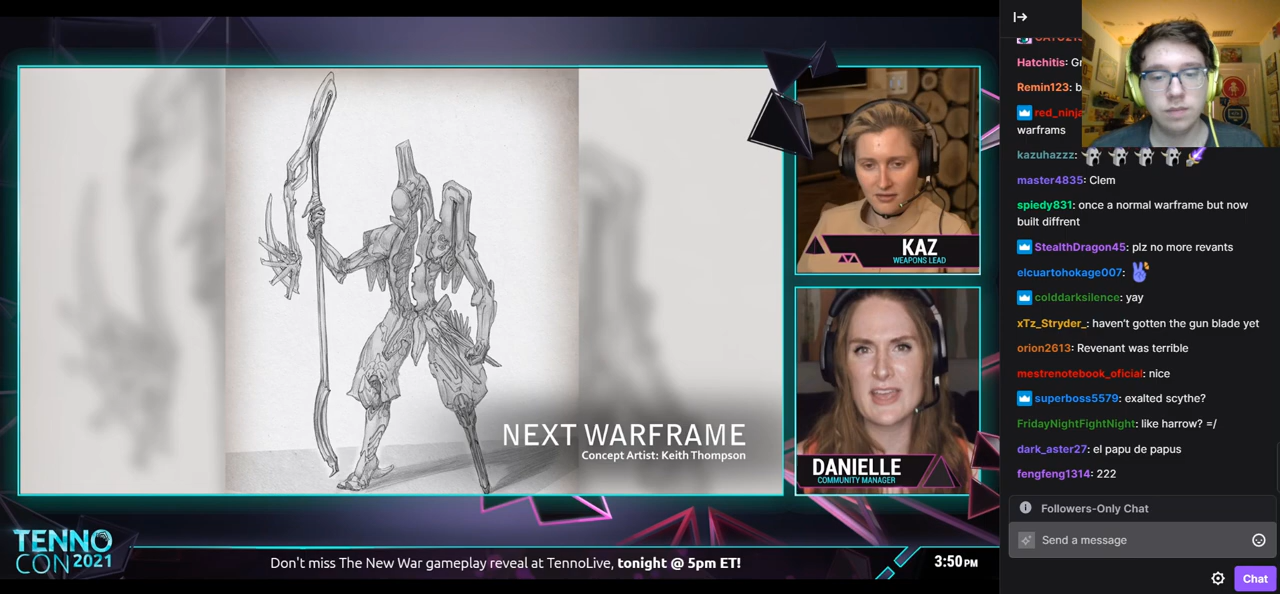 NEXT WARFRAME
Concept Artist: Keith Thompson
KAZ
WEAPONS LEAD
DANIELLE
COMMUNITY MANAGER
TENNO
CON 2021
Don't miss The New War gameplay reveal at TennoLive, tonight @ 5pm ET!
3:50 PM
Hatchitis: Gr
Remin123: b
red_ninja
warframs
kazuhazzz:
master4835: Clem
spiedy831: once a normal warframe but now
built diffrent
StealthDragon45: plz no more revants
elcuartohokage007:
colddarksilence: yay
xTz_Stryder_: haven't gotten the gun blade yet
orion2613: Revenant was terrible
mestrenotebook_oficial: nice
superboss5579: exalted scythe?
FridayNightFightNight: like harrow? =/
dark_aster27: el papu de papus
fengfeng1314: 222
Followers-Only Chat
Send a message
Chat